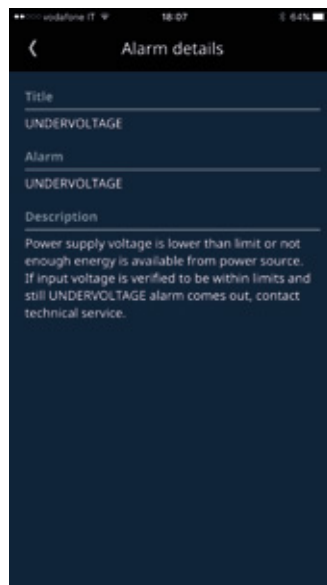 vodafone IT 18:07 64%
Alarm details
Title
UNDERVOLTAGE
Alarm
UNDERVOLTAGE
Description
Power supply voltage is lower than limit or not
enough energy is available from power source.
If input voltage is verified to be within limits and
still UNDERVOLTAGE alarm comes out, contact
technical service.